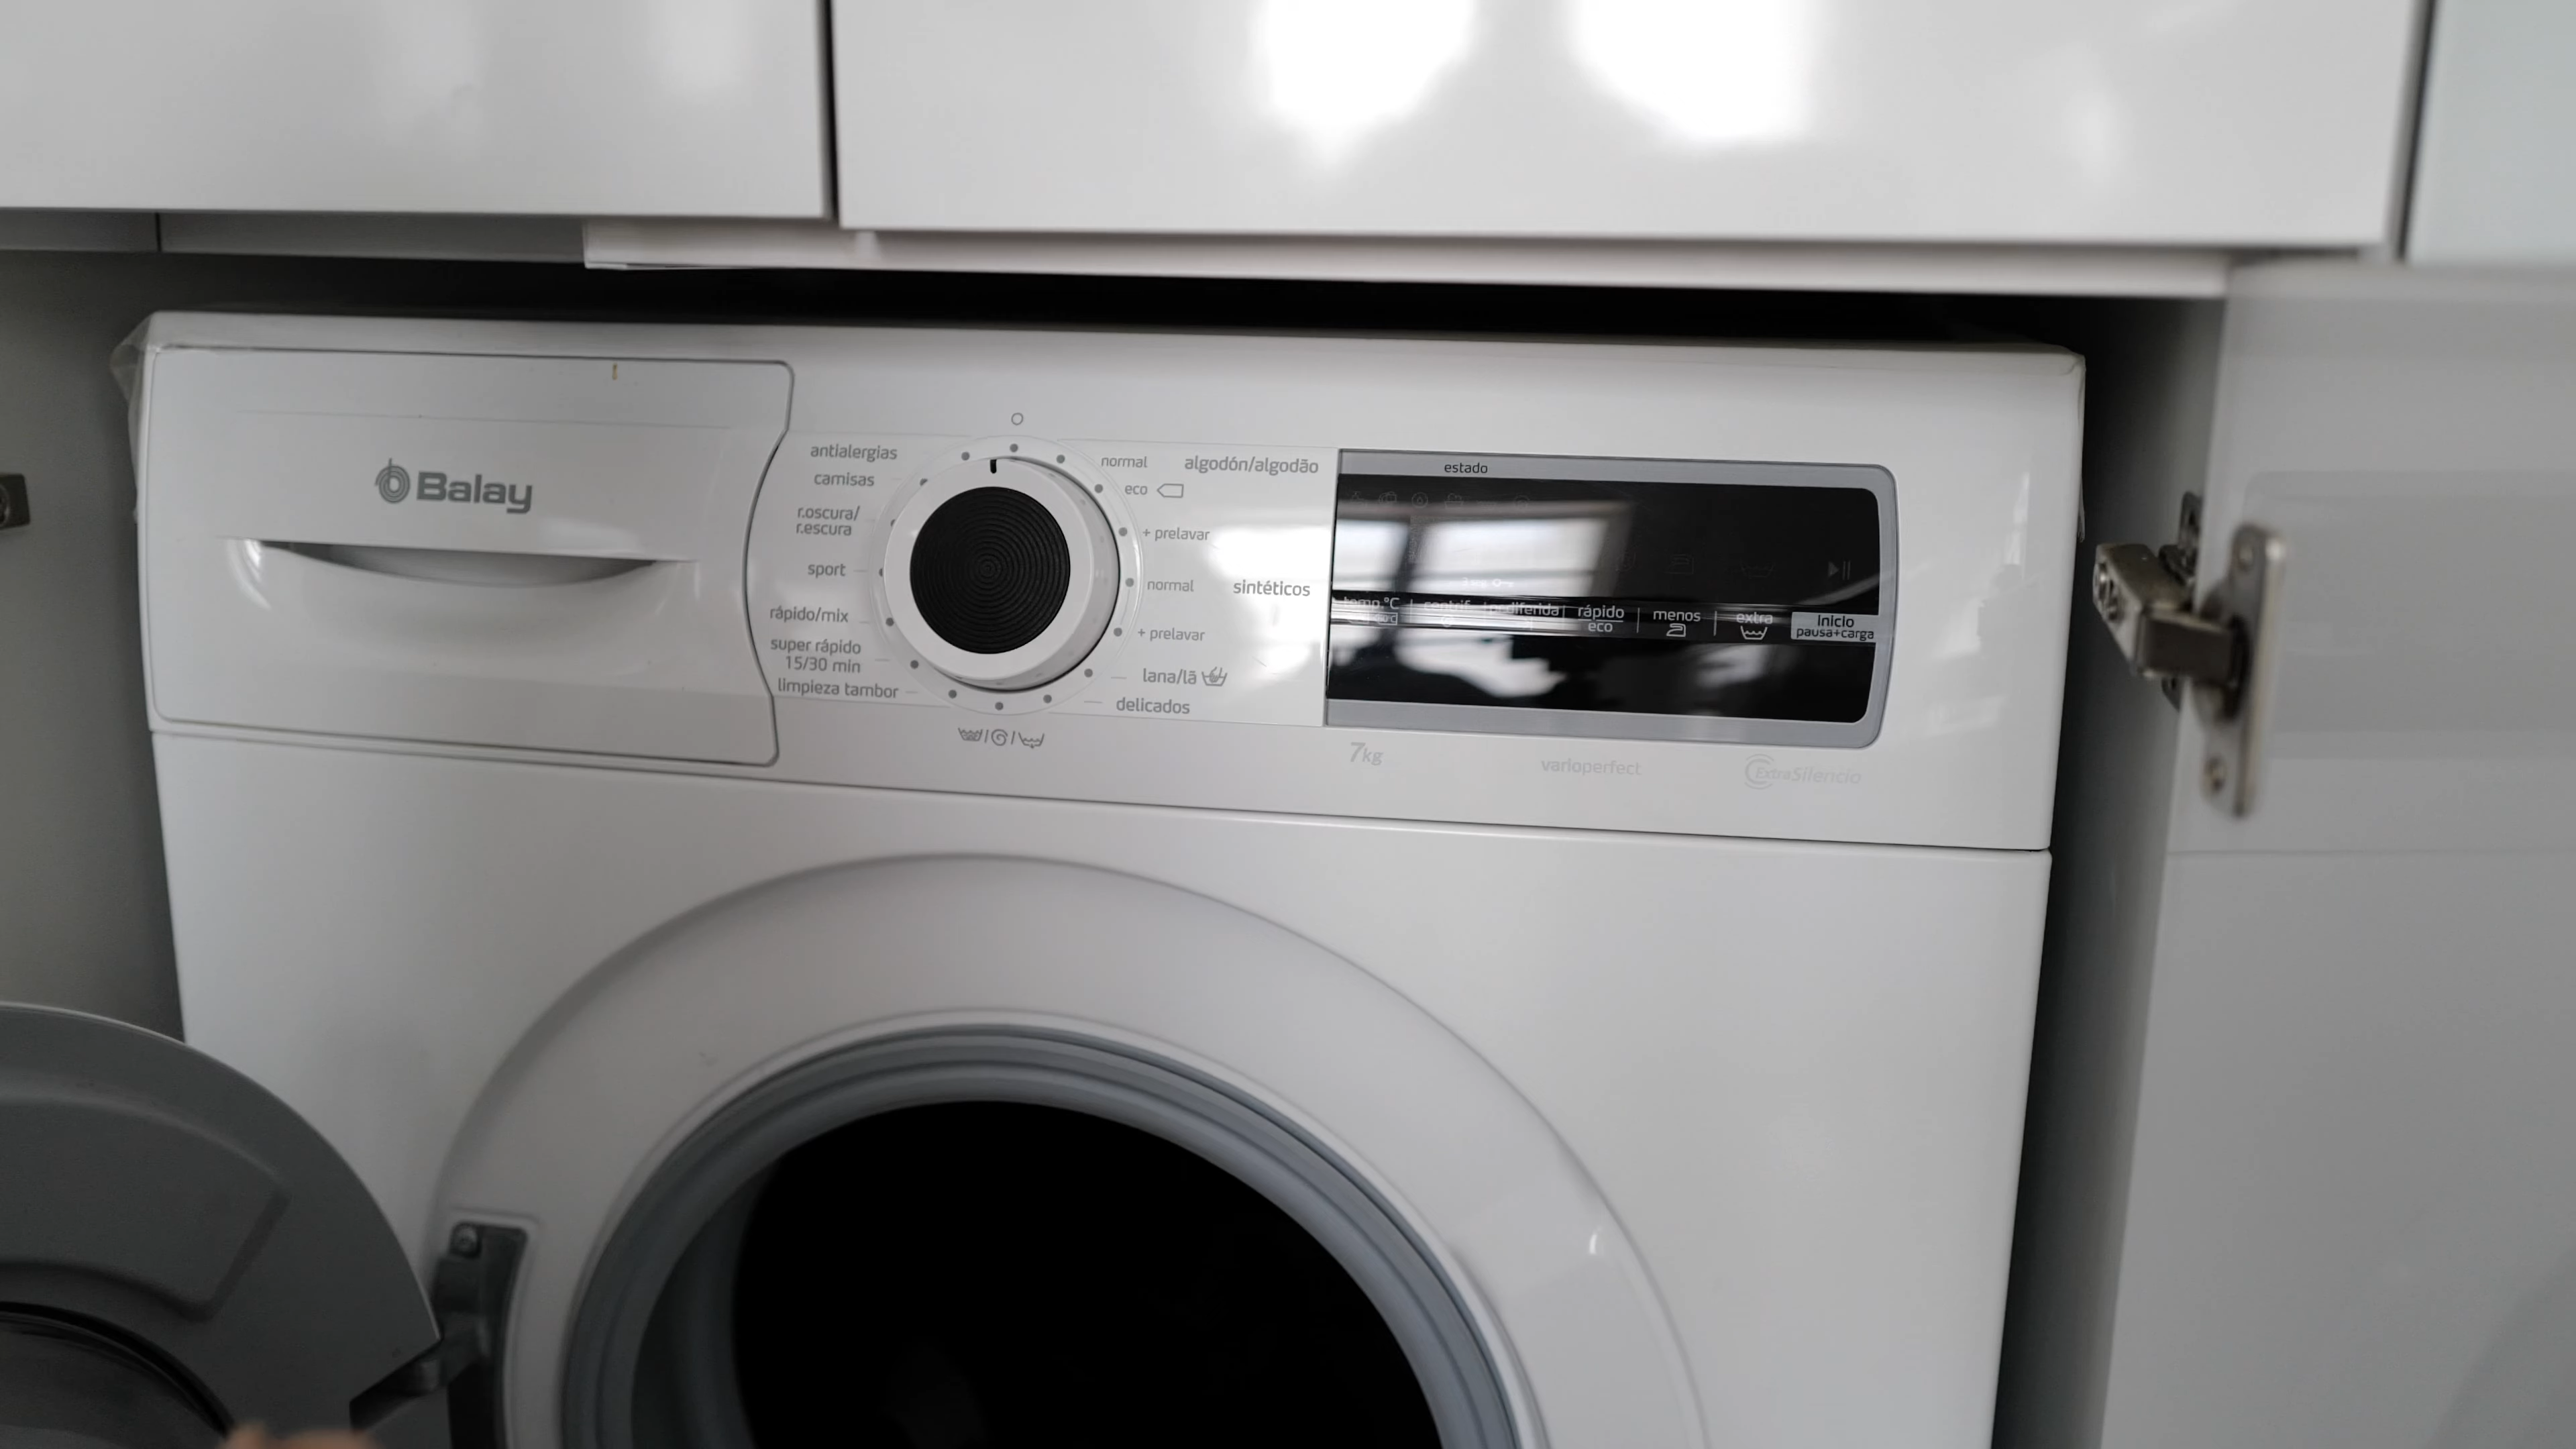 Balay
antialergias
camisas
r.oscura/
r.escura
sport
rápido/mix
super rápido
15/30 min
limpieza tambor
normal algodón/algodão
eco
+ prelavar
normal sintéticos
+ prelavar
lana/lã
delicados
estado
temp.°C
rápido
eco
menos
extra
inicio
pausa+carga
7kg
varioperfect
ExtraSilencio